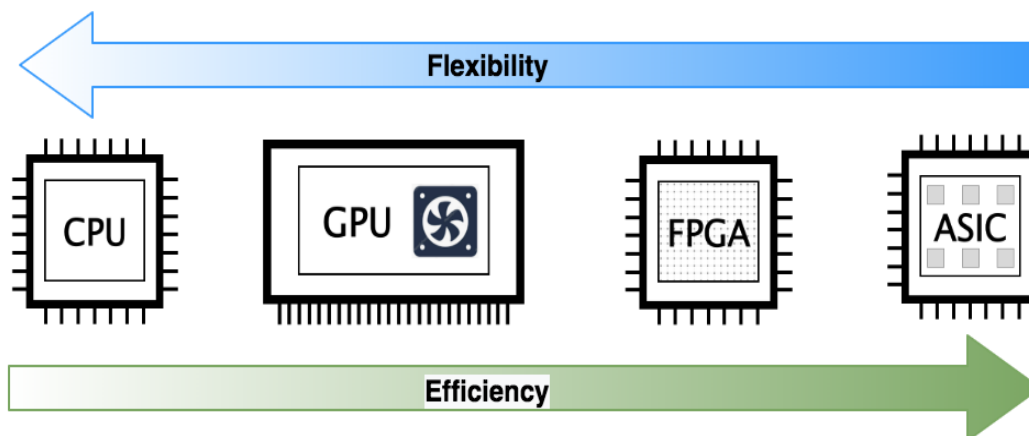 Flexibility
CPU
GPU
FPGA
ASIC
Efficiency